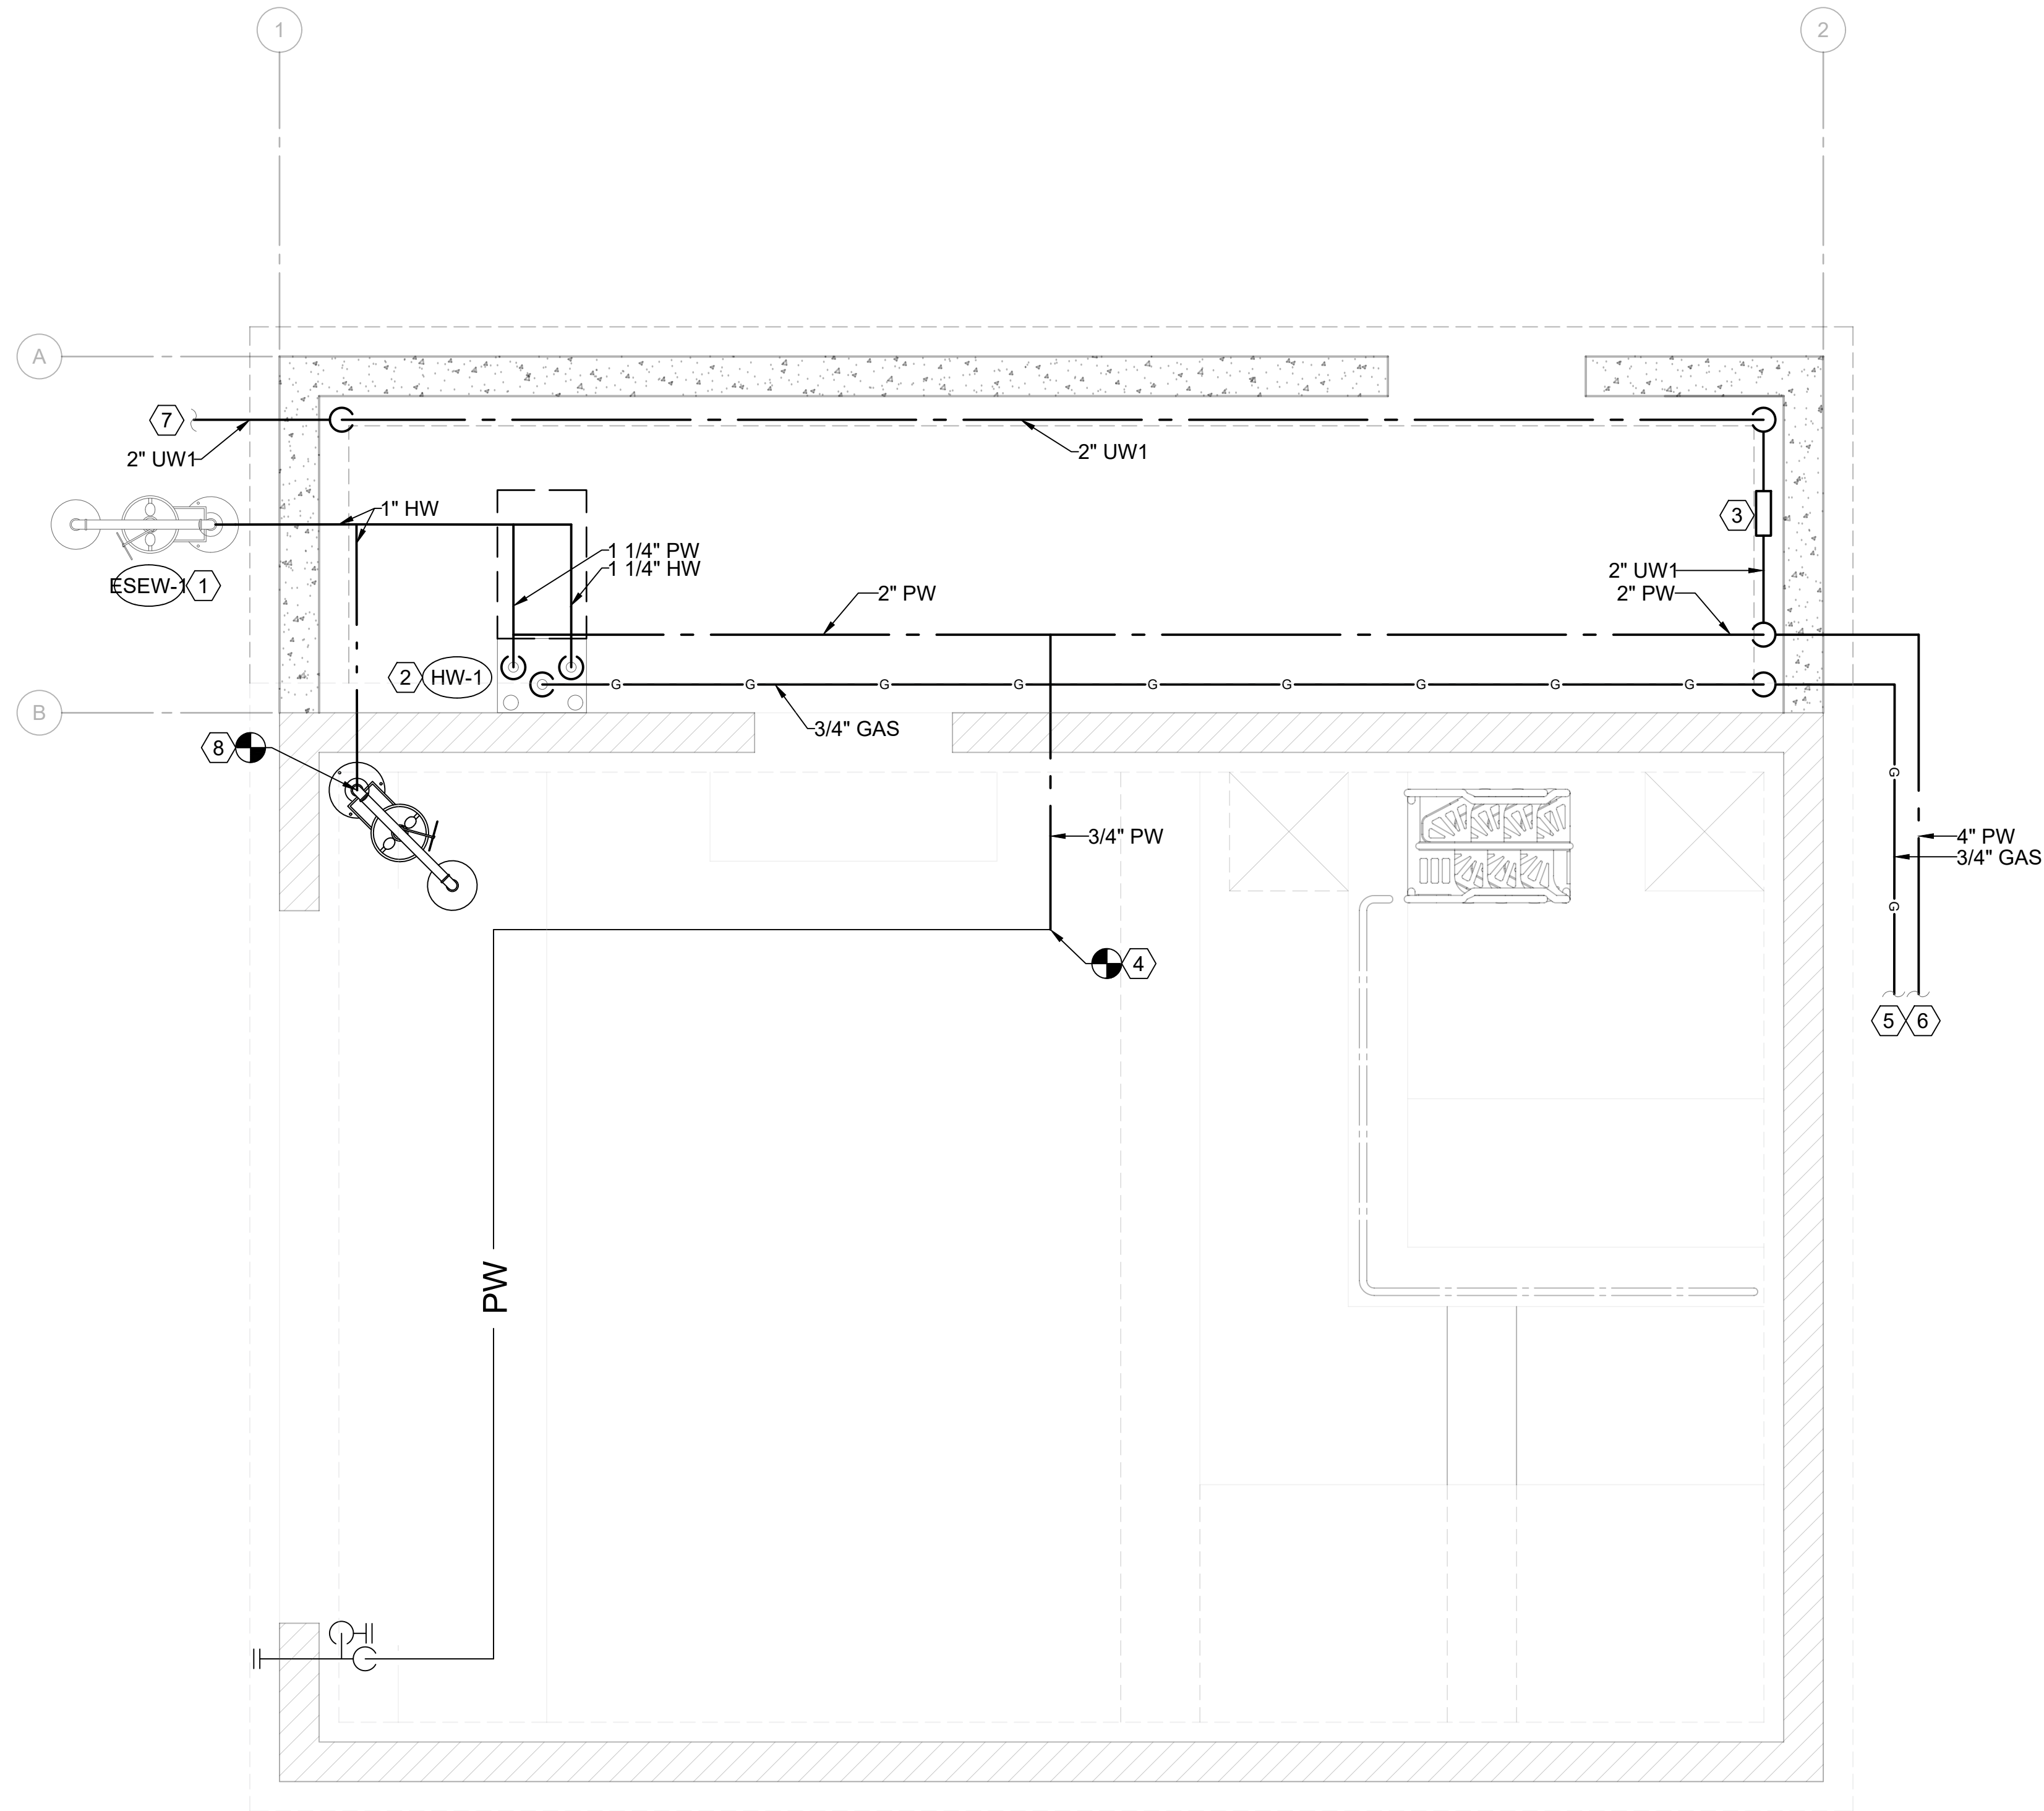 1
2
A
7
2" UW1
2" UW1
1" HW
3
ESEW-1
1
1 1/4" PW
1 1/4" HW
2" UW1
2" PW
2" PW
2
HW-1
G
G
G
G
G
G
G
G
G
B
3/4" GAS
8
G
3/4" PW
4" PW
3/4" GAS
G
4
5
6
PW